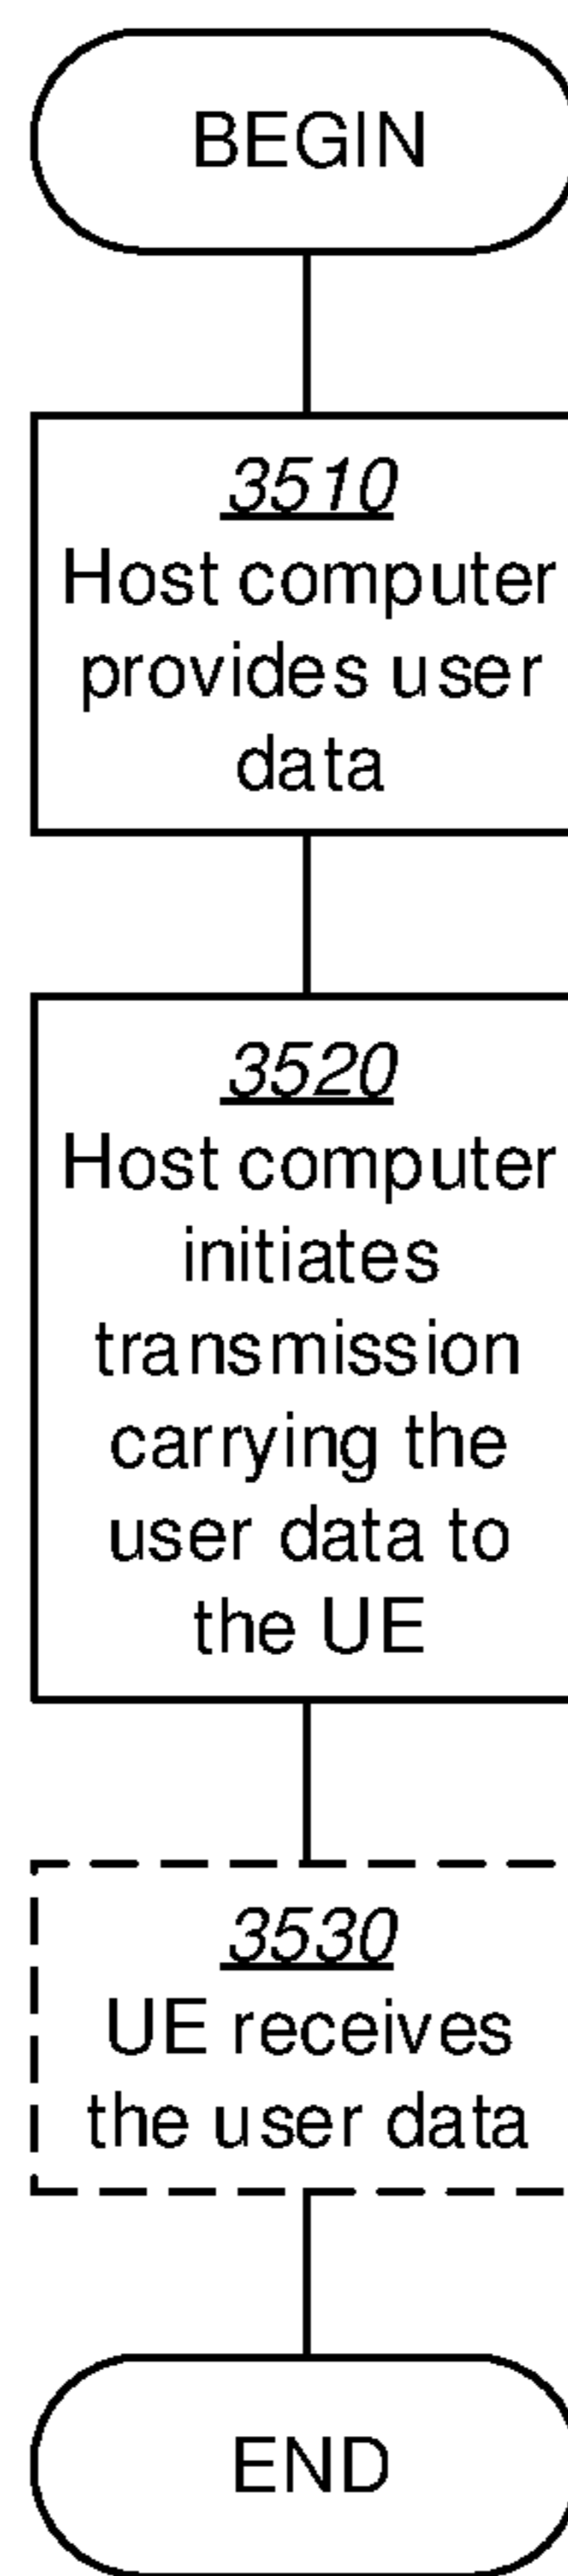 BEGIN
3510
Host computer
provides user
data
3520
Host computer
initiates
transmission
carrying the
user data to
the UE
3530
UE receives
the user data
END